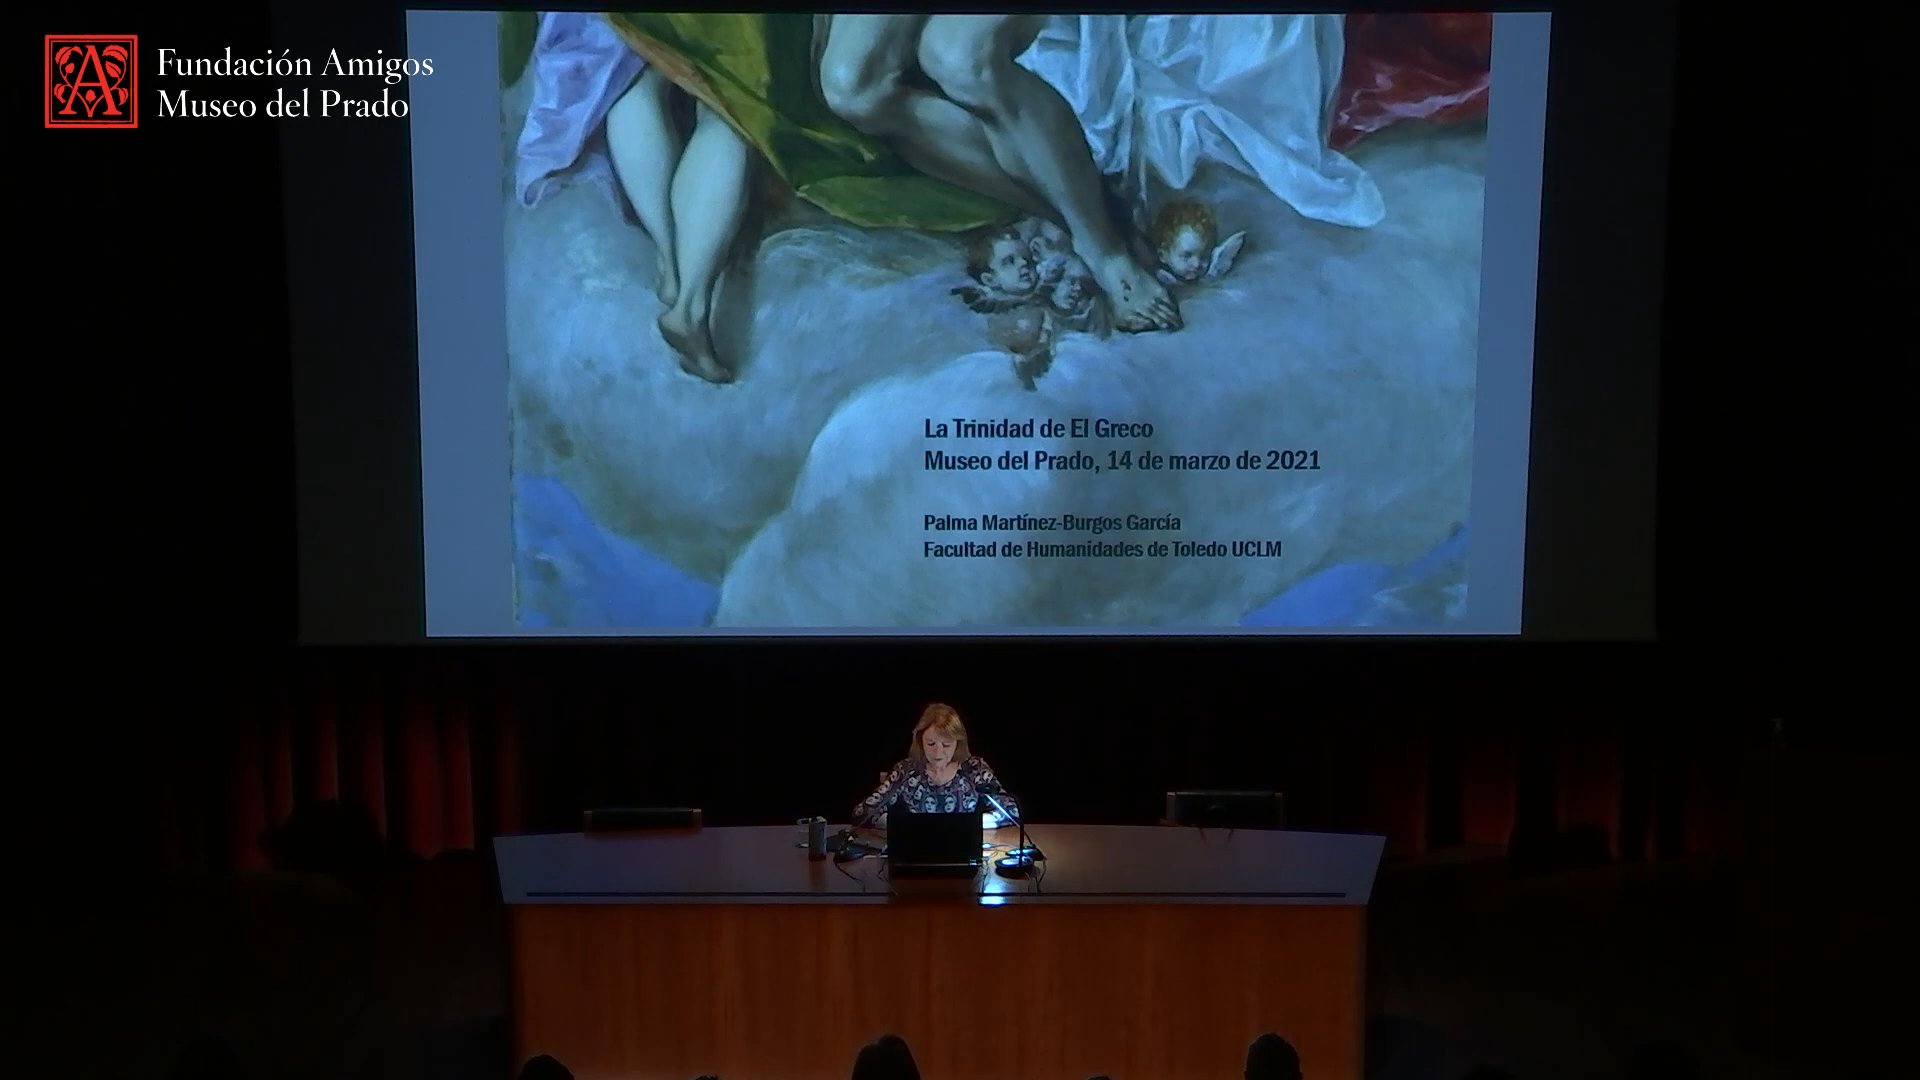 Fundación Amigos
Museo del Prado
La Trinidad de El Greco
Museo del Prado, 14 de marzo de 2021
Palma Martínez-Burgos García
Facultad de Humanidades de Toledo UCLM